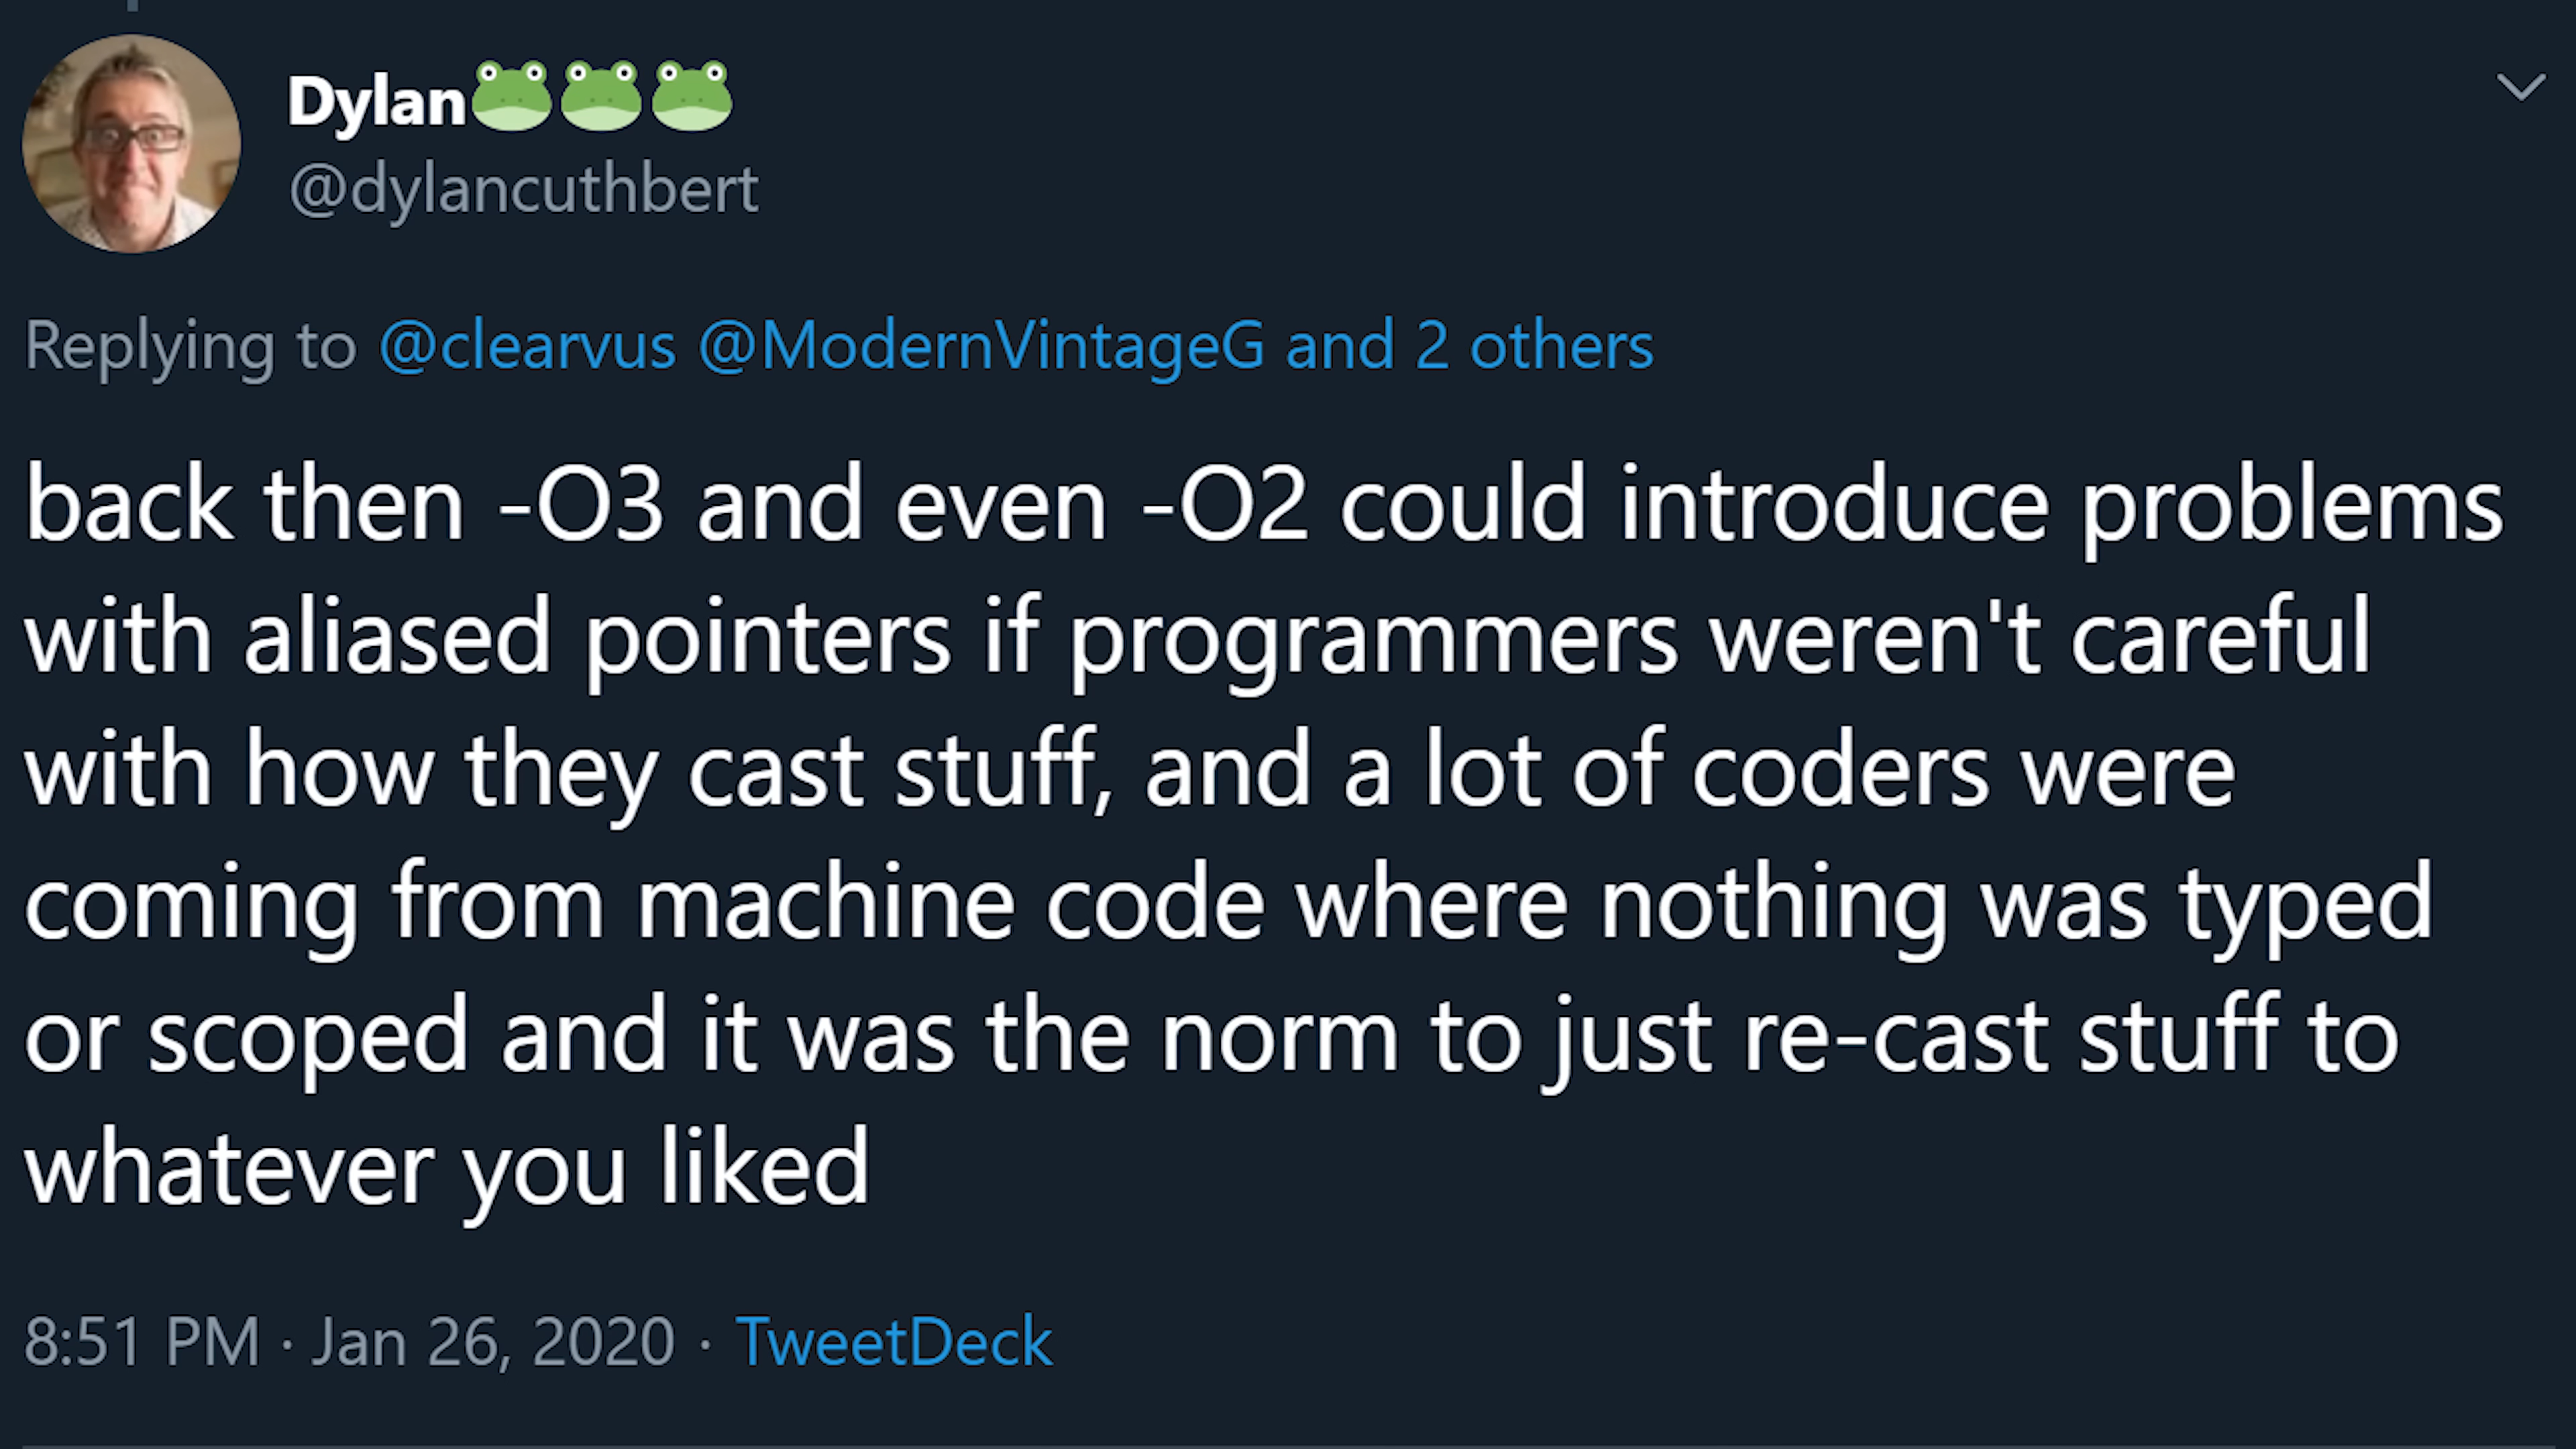 Dylan🐸🐸🐸
@dylancuthbert
Replying to @clearvus @ModernVintageG and 2 others
back then -O3 and even -O2 could introduce problems
with aliased pointers if programmers weren't careful
with how they cast stuff, and a lot of coders were
coming from machine code where nothing was typed
or scoped and it was the norm to just re-cast stuff to
whatever you liked
8:51 PM · Jan 26, 2020 · TweetDeck